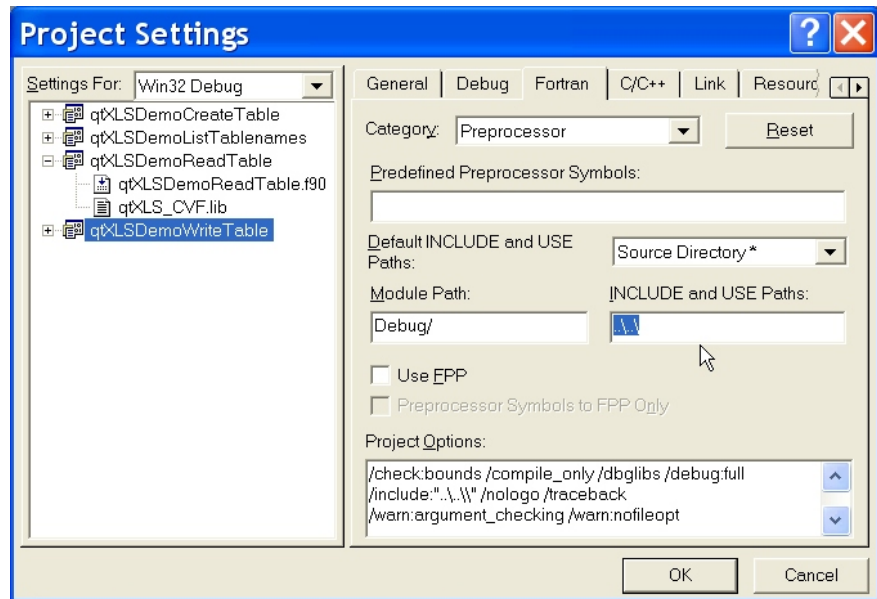 Project Settings
Settings For: Win32 Debug
qtXLSDemoCreateTable
qtXLSDemoListTablenames
qtXLSDemoReadTable
qtXLSDemoReadTable.f90
qtXLS_CVF.lib
qtXLSDemoWriteTable
General Debug Fortran C/C++ Link Resourc
Category: Preprocessor Reset
Predefined Preprocessor Symbols:
Default INCLUDE and USE
Paths:
Source Directory *
Module Path: INCLUDE and USE Paths:
Debug/ ..\..\
Use FPP
Preprocessor Symbols to FPP Only
Project Options:
/check:bounds /compile_only /dbglibs /debug:full
/include:"..\..\\" /nologo /traceback
/warn:argument_checking /warn:nofileopt
OK Cancel